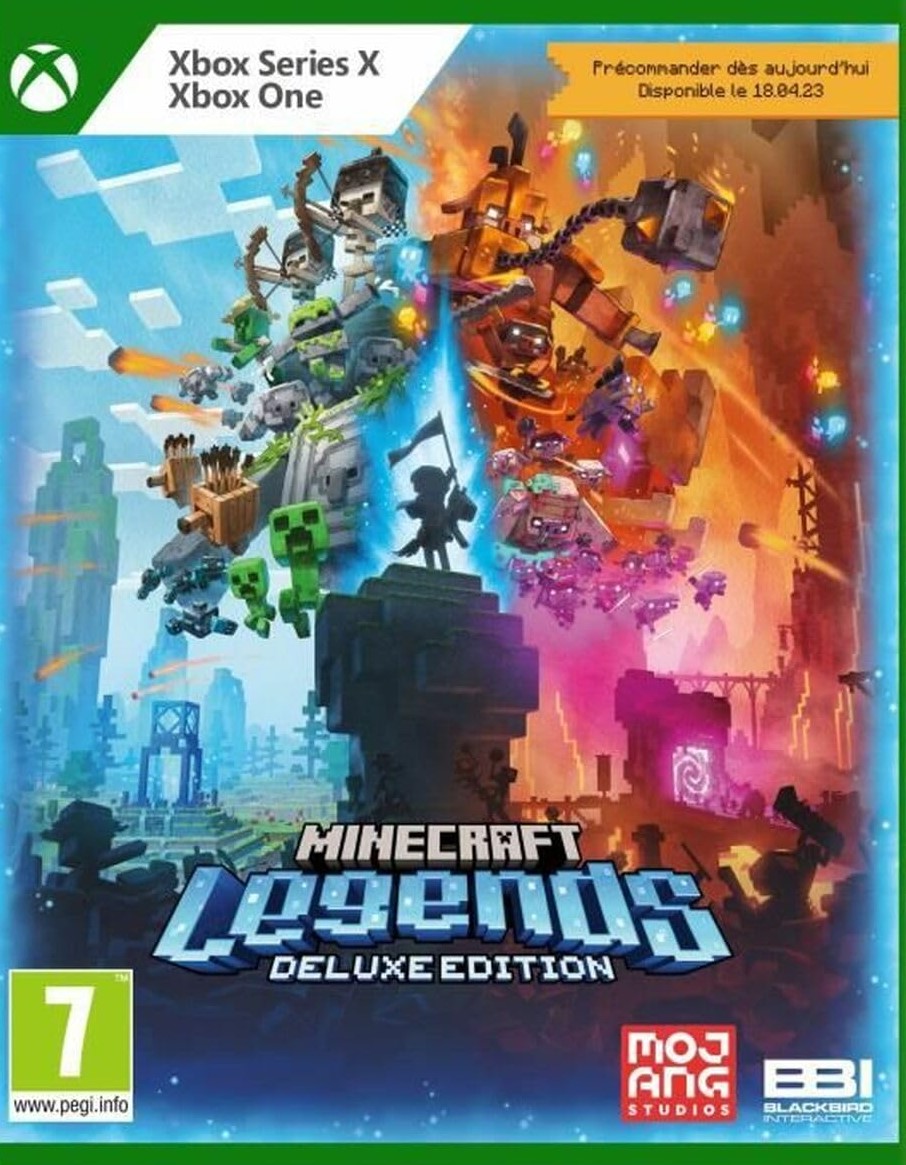 Xbox Series X
Xbox One
Précommander dès aujourd'hui
Disponible le 18.04.23
MINECRAFT
Legends
DELUXE EDITION
7
TM
www.pegi.info
MOJ
ANG
STUDIOS
BBI
BLACKBIRD
INTERACTIVE